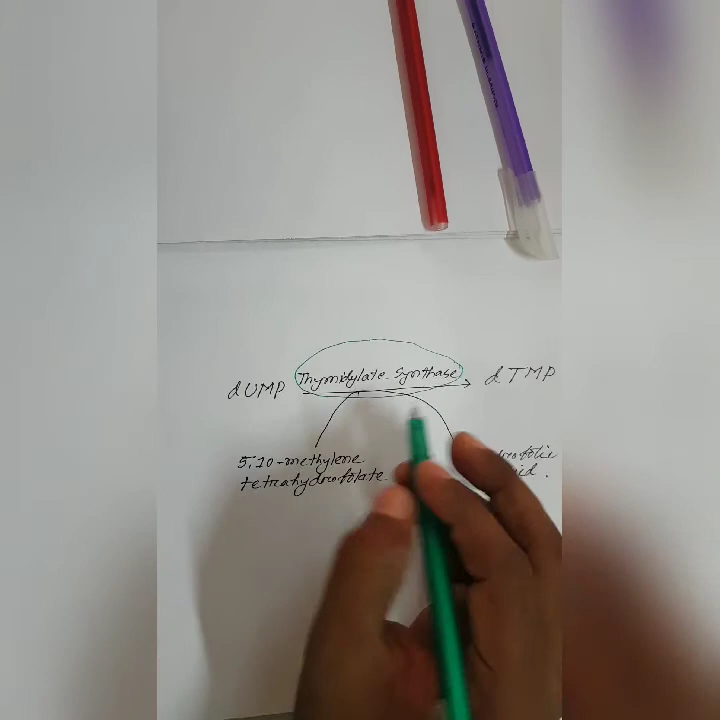 dUMP Thymidylate Synthase dTMP
5,10-methylene
tetrahydrofolate